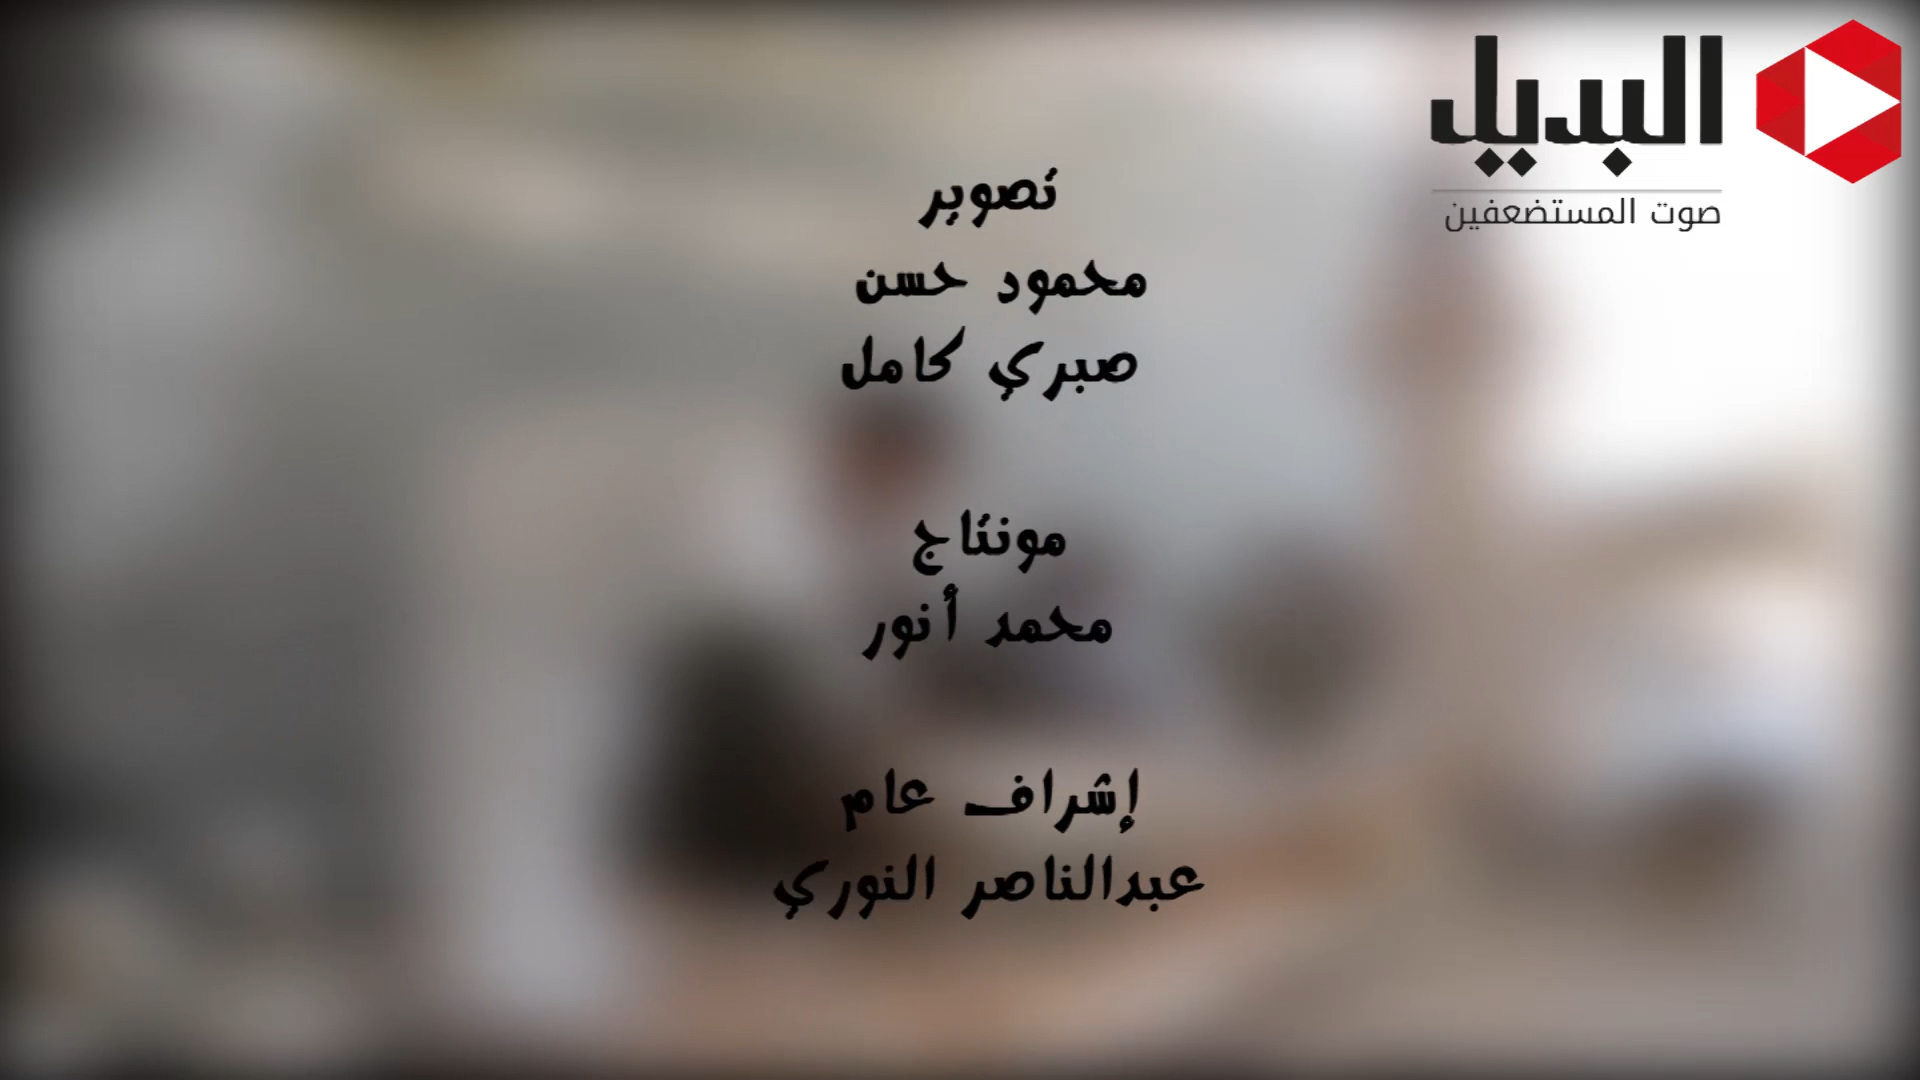 البديل
صوت المستضعفين
تصوير
محمود حسن
صبري كامل
مونتاج
محمد أنور
إشراف عام
عبدالناصر النوري